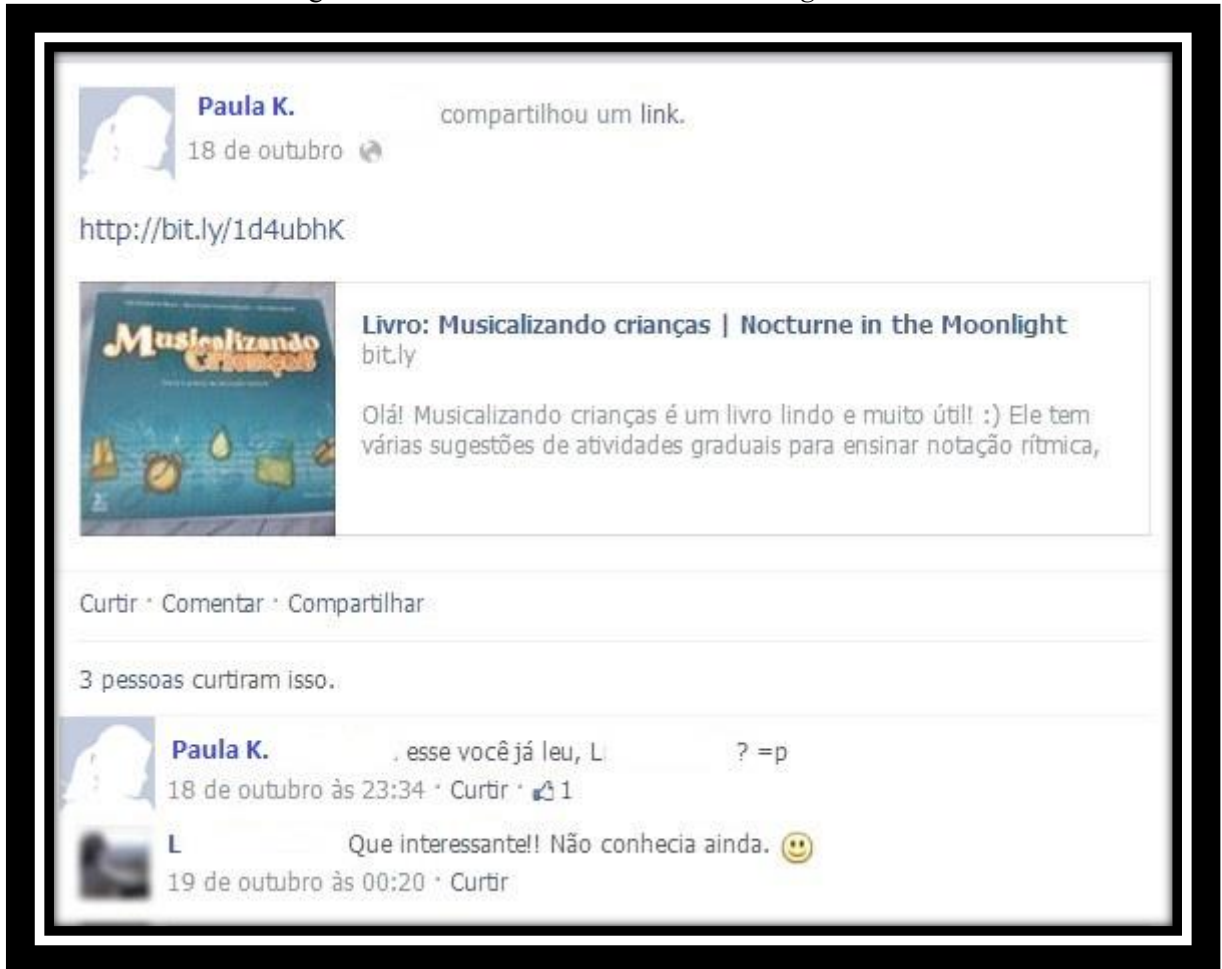 Paula K. compartilhou um link.
18 de outubro
http://bit.ly/1d4ubhK
Musicalizando
Crianças
Livro: Musicalizando crianças | Nocturne in the Moonlight
bit.ly
Olá! Musicalizando crianças é um livro lindo e muito útil! :) Ele tem
várias sugestões de atividades graduais para ensinar notação rítmica,
Curtir · Comentar · Compartilhar
3 pessoas curtiram isso.
Paula K. , esse você já leu, L ? =p
18 de outubro às 23:34 · Curtir · 1
L Que interessante!! Não conhecia ainda.
19 de outubro às 00:20 · Curtir